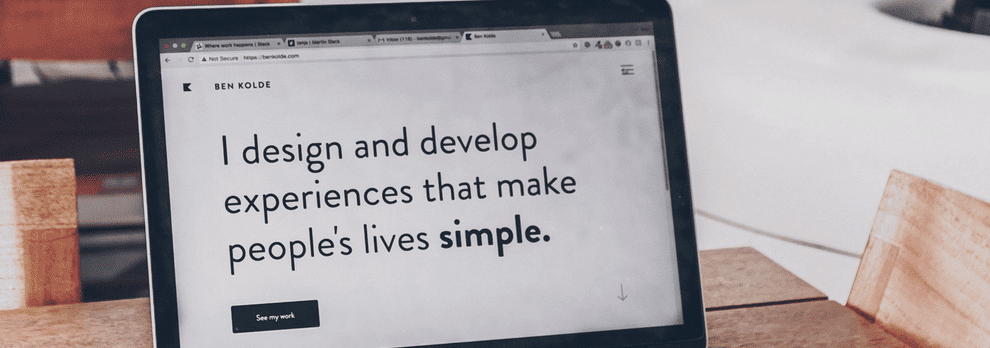 Where work happens | Slack
tanja | Martin Slack
Inbox (118) - benkolde@gmai
Ben Kolde
Not Secure https://benkolde.com
BEN KOLDE
I design and develop
experiences that make
people's lives simple.
See my work